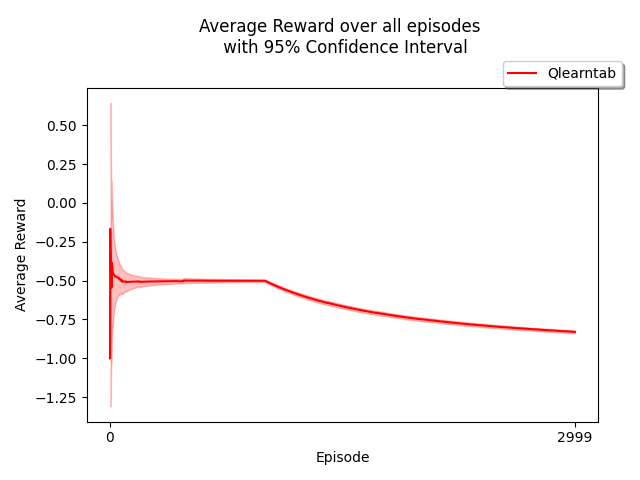 Average Reward over all episodes
with 95% Confidence Interval
Qlearntab
0.50
0.25
0.00
−0.25
−0.50
−0.75
−1.00
−1.25
Average Reward
0
2999
Episode